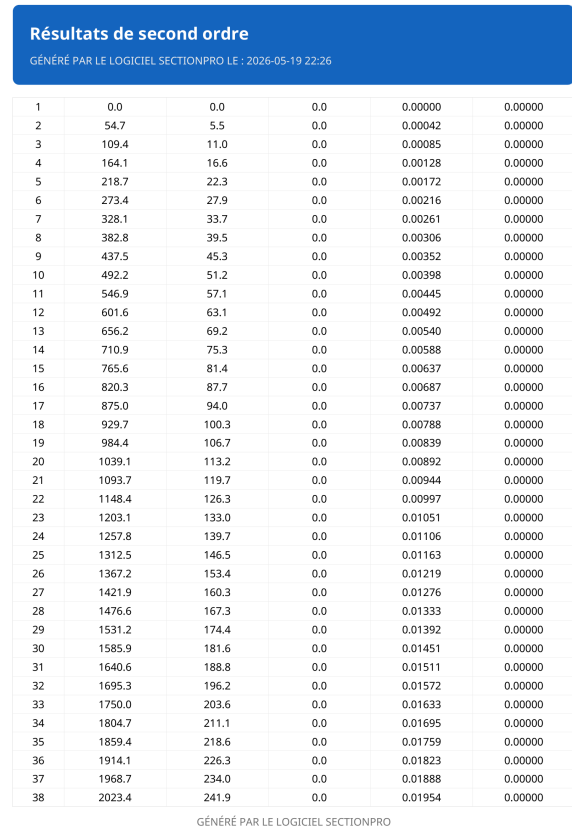 Résultats de second ordre
GÉNÉRÉ PAR LE LOGICIEL SECTIONPRO LE : 2026-05-19 22:26
1 0.0 0.0 0.0 0.00000 0.00000
2 54.7 5.5 0.0 0.00042 0.00000
3 109.4 11.0 0.0 0.00085 0.00000
4 164.1 16.6 0.0 0.00128 0.00000
5 218.7 22.3 0.0 0.00172 0.00000
6 273.4 27.9 0.0 0.00216 0.00000
7 328.1 33.7 0.0 0.00261 0.00000
8 382.8 39.5 0.0 0.00306 0.00000
9 437.5 45.3 0.0 0.00352 0.00000
10 492.2 51.2 0.0 0.00398 0.00000
11 546.9 57.1 0.0 0.00445 0.00000
12 601.6 63.1 0.0 0.00492 0.00000
13 656.2 69.2 0.0 0.00540 0.00000
14 710.9 75.3 0.0 0.00588 0.00000
15 765.6 81.4 0.0 0.00637 0.00000
16 820.3 87.7 0.0 0.00687 0.00000
17 875.0 94.0 0.0 0.00737 0.00000
18 929.7 100.3 0.0 0.00788 0.00000
19 984.4 106.7 0.0 0.00839 0.00000
20 1039.1 113.2 0.0 0.00892 0.00000
21 1093.7 119.7 0.0 0.00944 0.00000
22 1148.4 126.3 0.0 0.00997 0.00000
23 1203.1 133.0 0.0 0.01051 0.00000
24 1257.8 139.7 0.0 0.01106 0.00000
25 1312.5 146.5 0.0 0.01163 0.00000
26 1367.2 153.4 0.0 0.01219 0.00000
27 1421.9 160.3 0.0 0.01276 0.00000
28 1476.6 167.3 0.0 0.01333 0.00000
29 1531.2 174.4 0.0 0.01392 0.00000
30 1585.9 181.6 0.0 0.01451 0.00000
31 1640.6 188.8 0.0 0.01511 0.00000
32 1695.3 196.2 0.0 0.01572 0.00000
33 1750.0 203.6 0.0 0.01633 0.00000
34 1804.7 211.1 0.0 0.01695 0.00000
35 1859.4 218.6 0.0 0.01759 0.00000
36 1914.1 226.3 0.0 0.01823 0.00000
37 1968.7 234.0 0.0 0.01888 0.00000
38 2023.4 241.9 0.0 0.01954 0.00000
GÉNÉRÉ PAR LE LOGICIEL SECTIONPRO